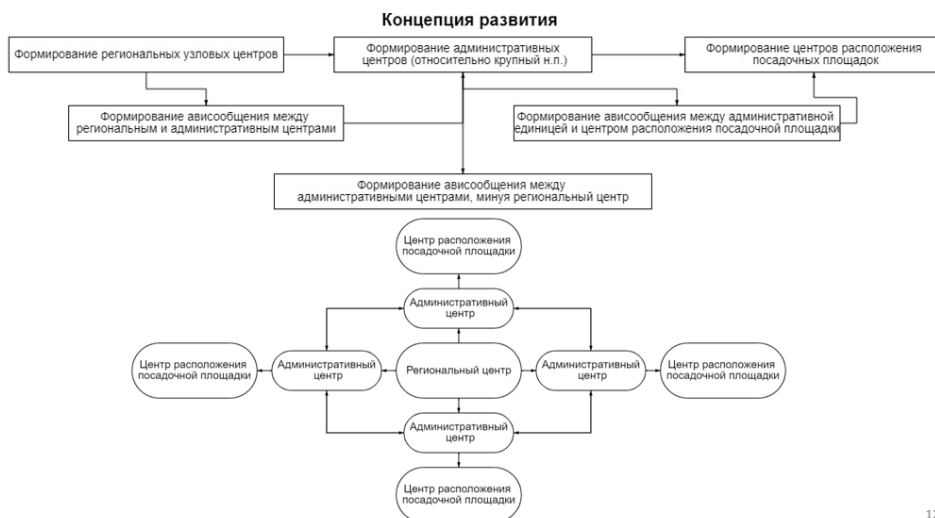 Концепция развития
Формирование региональных узловых центров
Формирование административных
центров (относительно крупный н.п.)
Формирование центров расположения
посадочных площадок
Формирование ависообщения между
региональным и административным центрами
Формирование ависообщения между административной
единицей и центром расположения посадочной площадки
Формирование ависообщения между
административными центрами, минуя региональный центр
Центр расположения
посадочной площадки
Административный
центр
Центр расположения
посадочной площадки
Административный
центр
Региональный центр
Административный
центр
Центр расположения
посадочной площадки
Административный
центр
Центр расположения
посадочной площадки